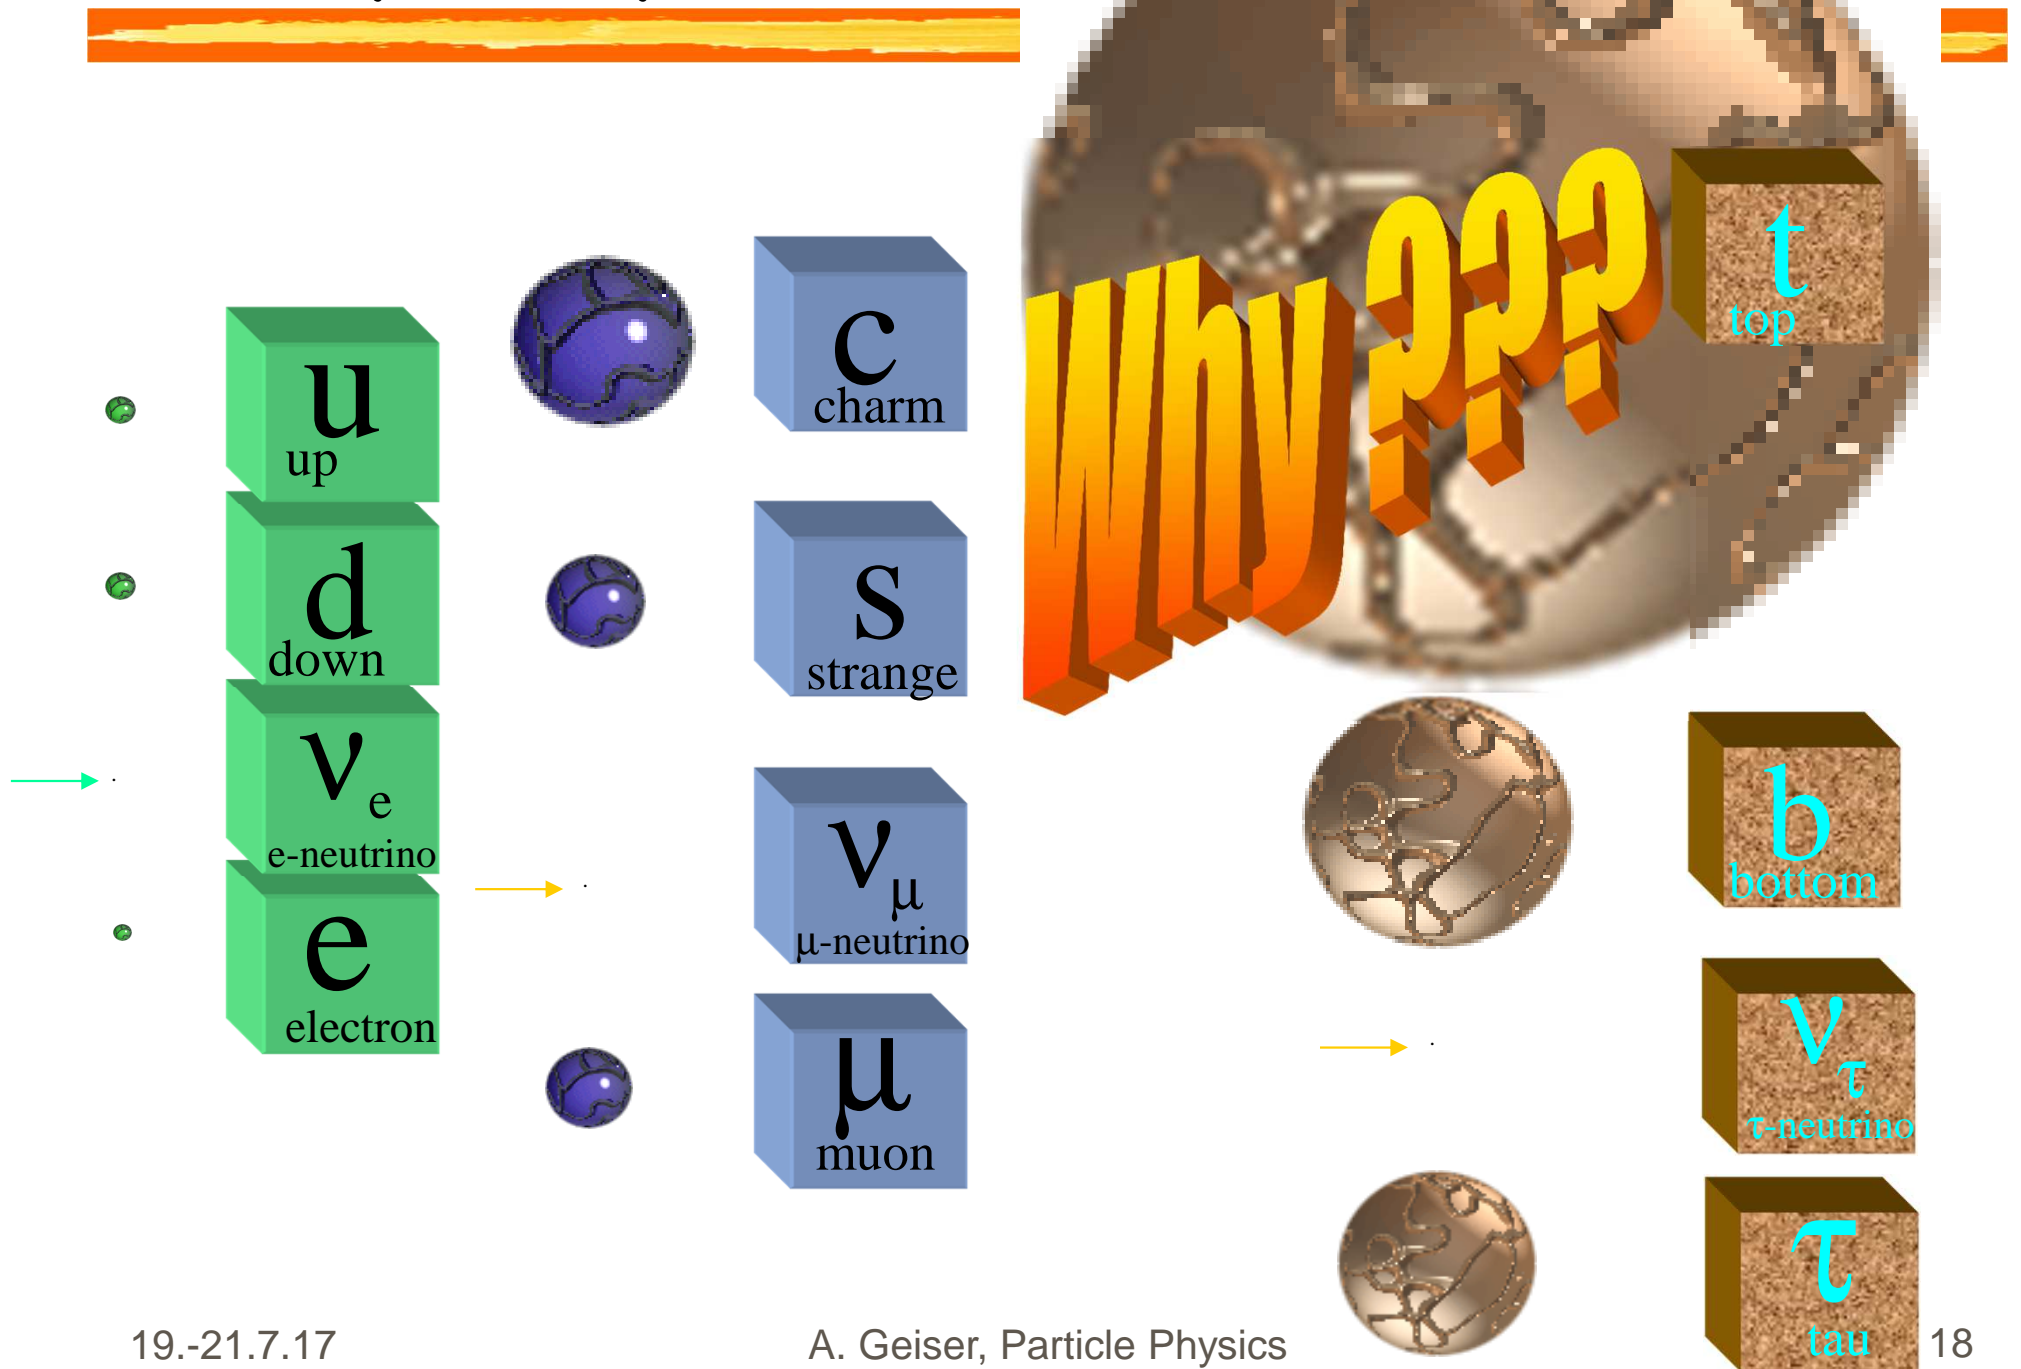 u
up
d
down
ν e
e-neutrino
e
electron
c
charm
s
strange
ν μ
μ-neutrino
μ
muon
Why ???
t
top
b
bottom
ν τ
τ-neutrino
τ
tau
19.-21.7.17
A. Geiser, Particle Physics
18